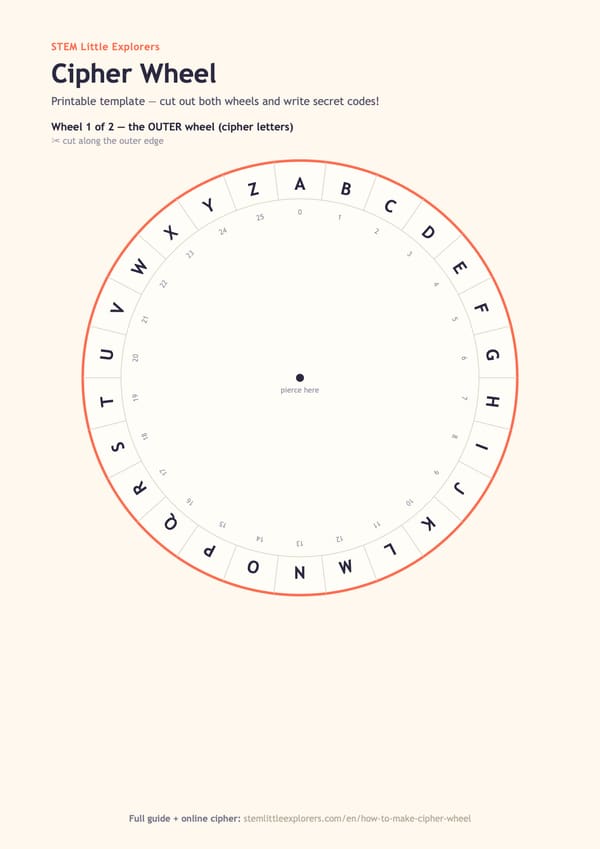 STEM Little Explorers
Cipher Wheel
Printable template — cut out both wheels and write secret codes!
Wheel 1 of 2 — the OUTER wheel (cipher letters)
✂ cut along the outer edge
A B C D E F G H I J K L M N O P Q R S T U V W X Y Z
0 1 2 3 4 5 6 7 8 9 10 11 12 13 14 15 16 17 18 19 20 21 22 23 24 25
pierce here
Full guide + online cipher: stemlittleexplorers.com/en/how-to-make-cipher-wheel